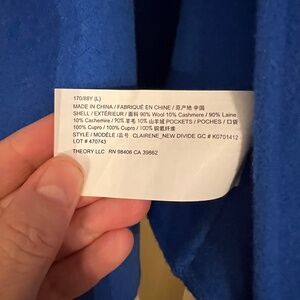 170/88Y (L)
MADE IN CHINA / FABRIQUÉ EN CHINE / 原产地 中国
SHELL / EXTÉRIEUR / 面料 90% Wool 10% Cashmere / 90% Laine
10% Cachemire / 90% 羊毛 10% 山羊绒 POCKETS / POCHES / 口袋
100% Cupro / 100% Cupro / 100% 铜氨纤维
STYLE / MODÈLE /品号 CLAIRENE_NEW DIVIDE GC # K0701412
LOT # 470743
THEORY LLC RN 98406 CA 39862